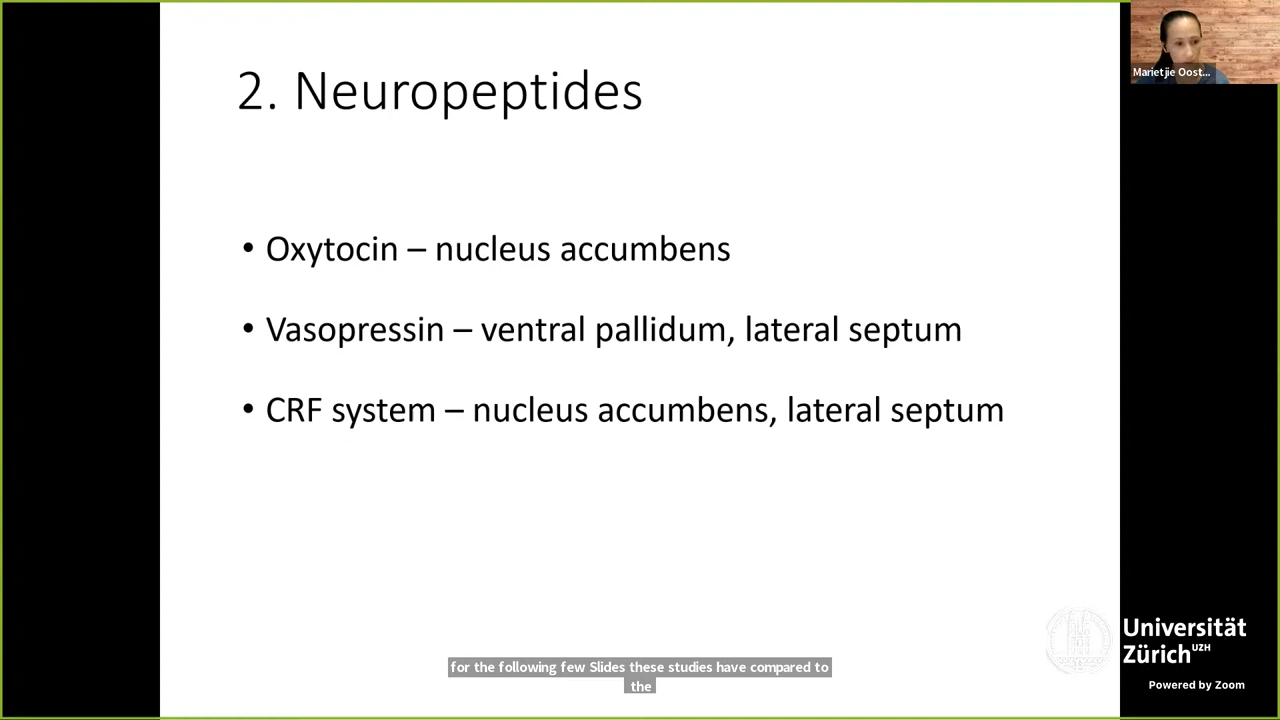 Marietjie Oost...
2. Neuropeptides
• Oxytocin – nucleus accumbens
• Vasopressin – ventral pallidum, lateral septum
• CRF system – nucleus accumbens, lateral septum
Universität
Zürich UZH
Powered by Zoom
for the following few Slides these studies have compared to
the